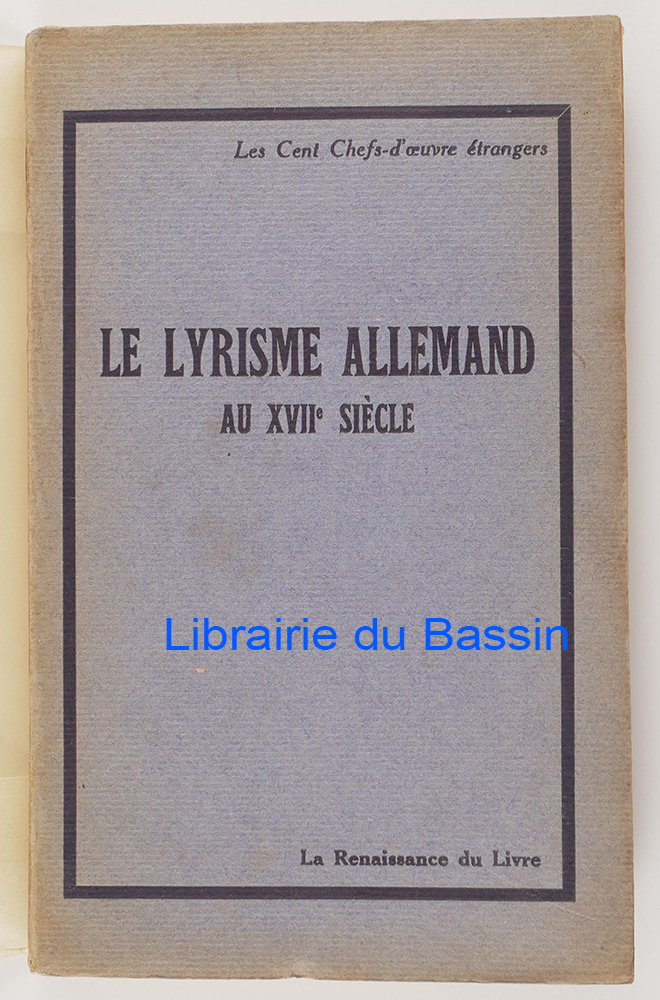 Les Cent Chefs-d'œuvre étrangers
LE LYRISME ALLEMAND
AU XVIIᵉ SIÈCLE
Librairie du Bassin
La Renaissance du Livre